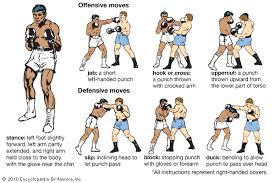 Offensive moves
jab: a short
left-handed punch
hook or cross:
a punch thrown
with crooked arm
uppercut: a punch
thrown upward from the
lower part of torso
Defensive moves
stance: left foot slightly
forward, left arm partly
extended, and right arm
held close to the body
with the glove near the chin
slip: inclining head to
let punch pass
block: stopping punch
with gloves or forearm
duck: bending to allow
punch to pass over head
*All instructions represent right-handed boxers.
© 2010 Encyclopædia Britannica, Inc.